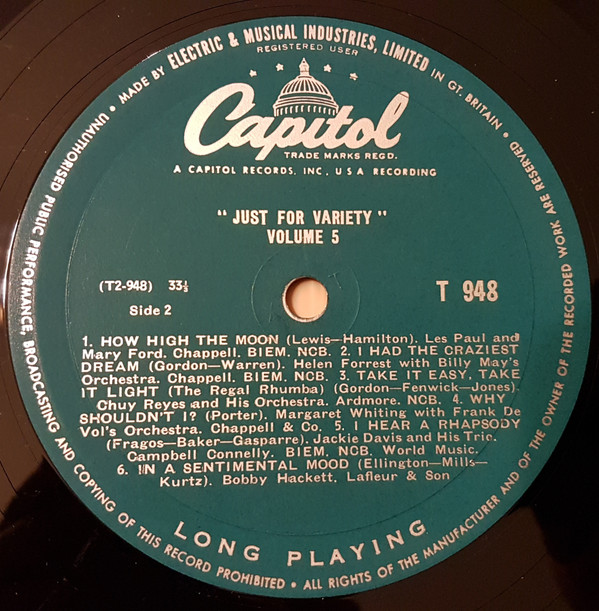 MADE BY ELECTRIC & MUSICAL INDUSTRIES, LIMITED IN GT. BRITAIN •
REGISTERED USER
Capitol
TRADE MARKS REGD.
A CAPITOL RECORDS, INC., U S A RECORDING
" JUST FOR VARIETY "
VOLUME 5
(T2-948) 33⅓
T 948
Side 2
1. HOW HIGH THE MOON (Lewis—Hamilton). Les Paul and
Mary Ford. Chappell. BIEM. NCB. 2. I HAD THE CRAZIEST
DREAM (Gordon—Warren). Helen Forrest with Billy May's
Orchestra. Chappell. BIEM. NCB. 3. TAKE IT EASY, TAKE
IT LIGHT (The Regal Rhumba) (Gordon—Fenwick—Jones).
Chuy Reyes and His Orchestra. Ardmore. NCB. 4. WHY
SHOULDN'T I? (Porter). Margaret Whiting with Frank De
Vol's Orchestra. Chappell & Co. 5. I HEAR A RHAPSODY
(Fragos—Baker—Gasparre). Jackie Davis and His Tric.
Campbell Connelly. BIEM. NCB. World Music.
6. IN A SENTIMENTAL MOOD (Ellington—Mills—
Kurtz). Bobby Hackett, Lafleur & Son
LONG PLAYING
ALL RIGHTS OF THE MANUFACTURER AND OF THE OWNER OF THE RECORDED WORK ARE RESERVED •
UNAUTHORISED PUBLIC PERFORMANCE, BROADCASTING AND COPYING OF THIS RECORD PROHIBITED •